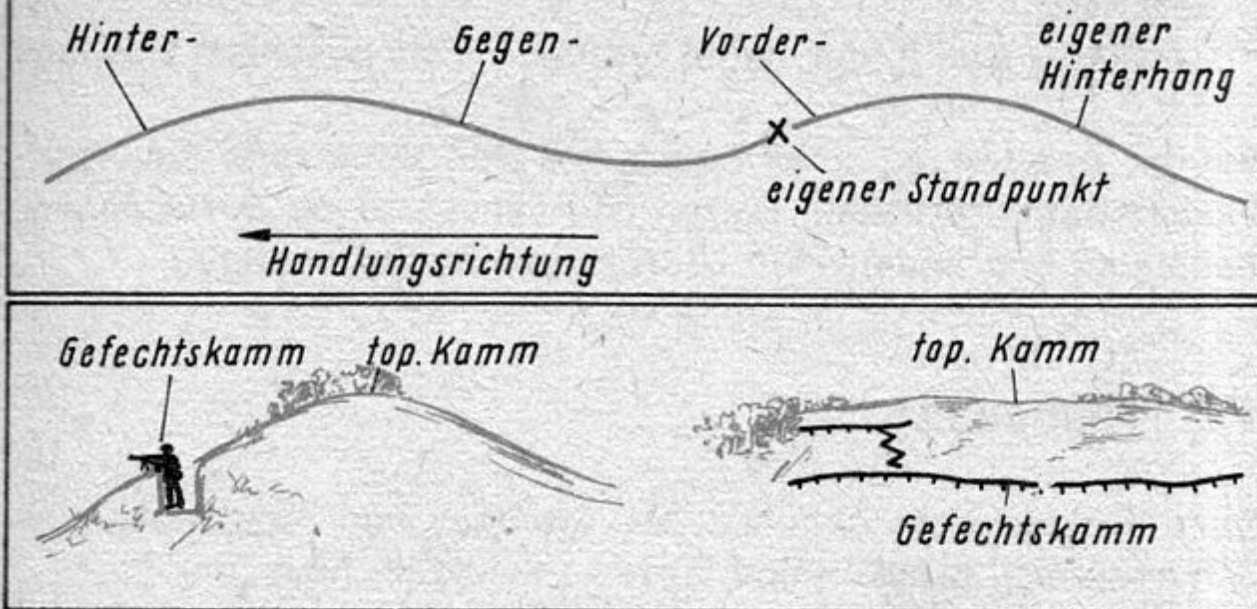 Hinter-
Gegen-
Vorder-
eigener
Hinterhang
eigener Standpunkt
Handlungsrichtung
Gefechtskamm
top. Kamm
top. Kamm
Gefechtskamm